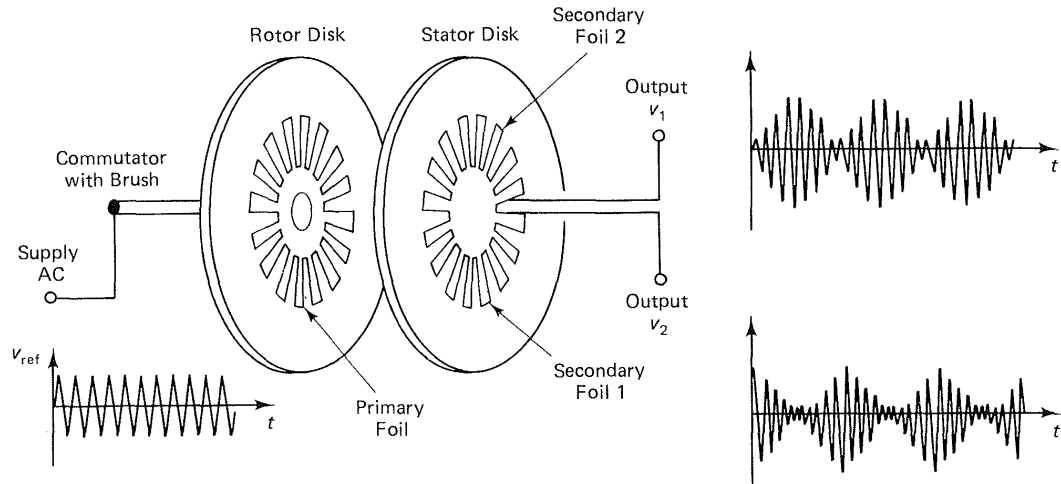 Rotor Disk
Stator Disk
Secondary
Foil 2
Output
v₁
Commutator
with Brush
Supply
AC
Output
v₂
Secondary
Foil 1
Primary
Foil
v_ref
t
t
t